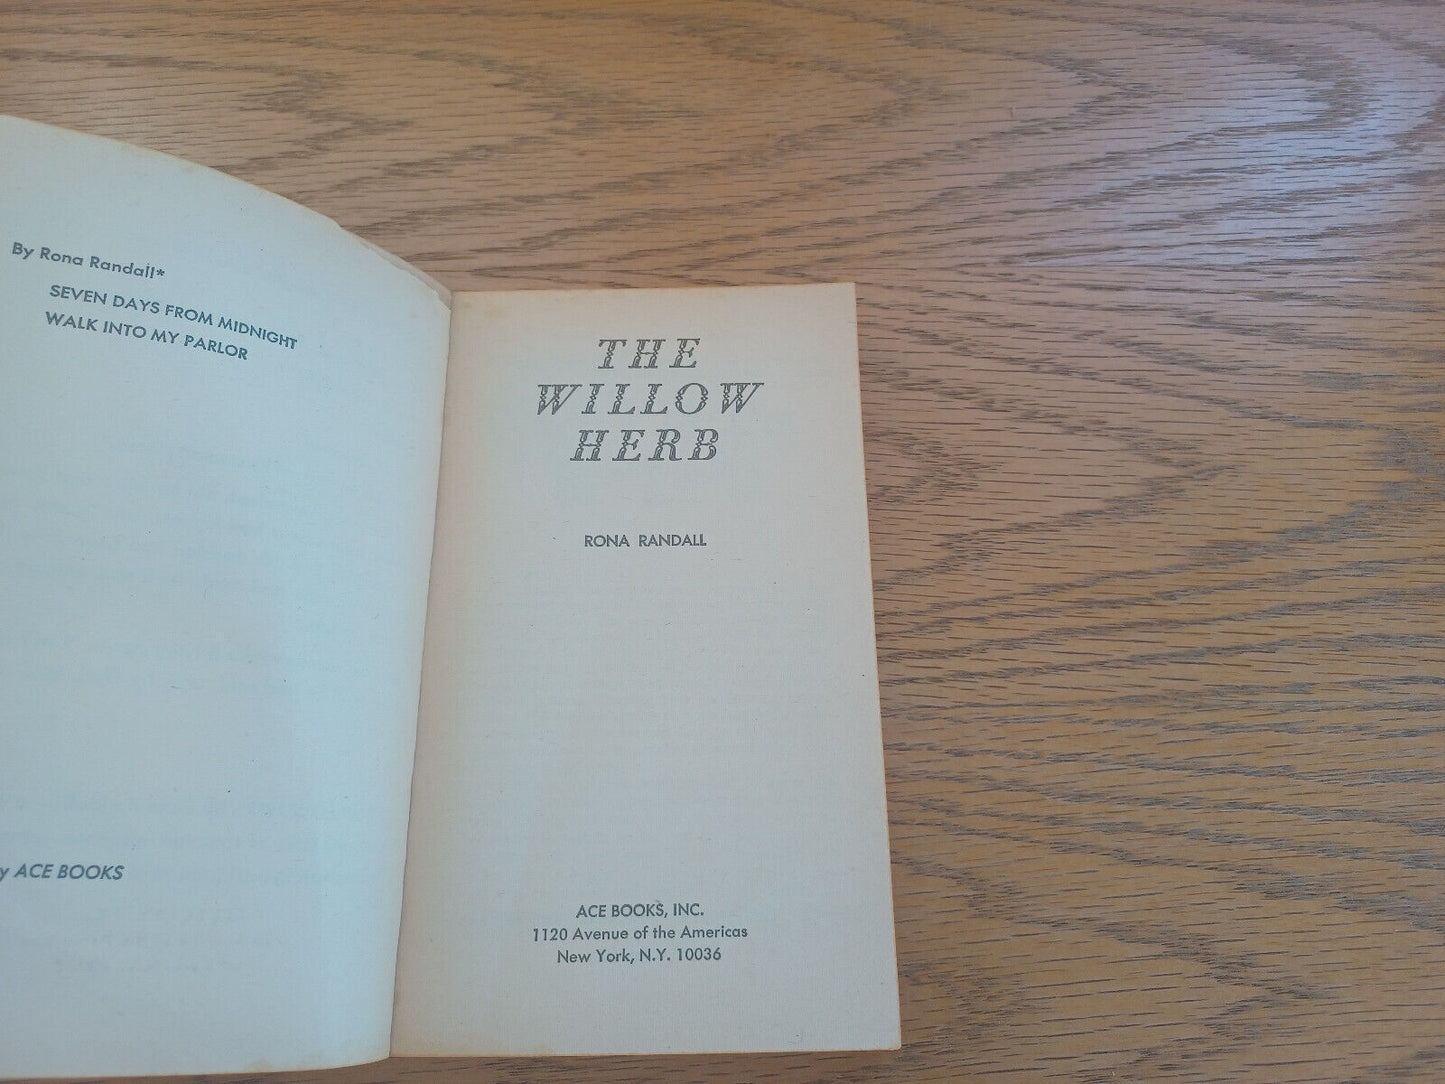 By Rona Randall*
SEVEN DAYS FROM MIDNIGHT
WALK INTO MY PARLOR
ACE BOOKS
THE
WILLOW
HERB
RONA RANDALL
ACE BOOKS, INC.
1120 Avenue of the Americas
New York, N.Y. 10036